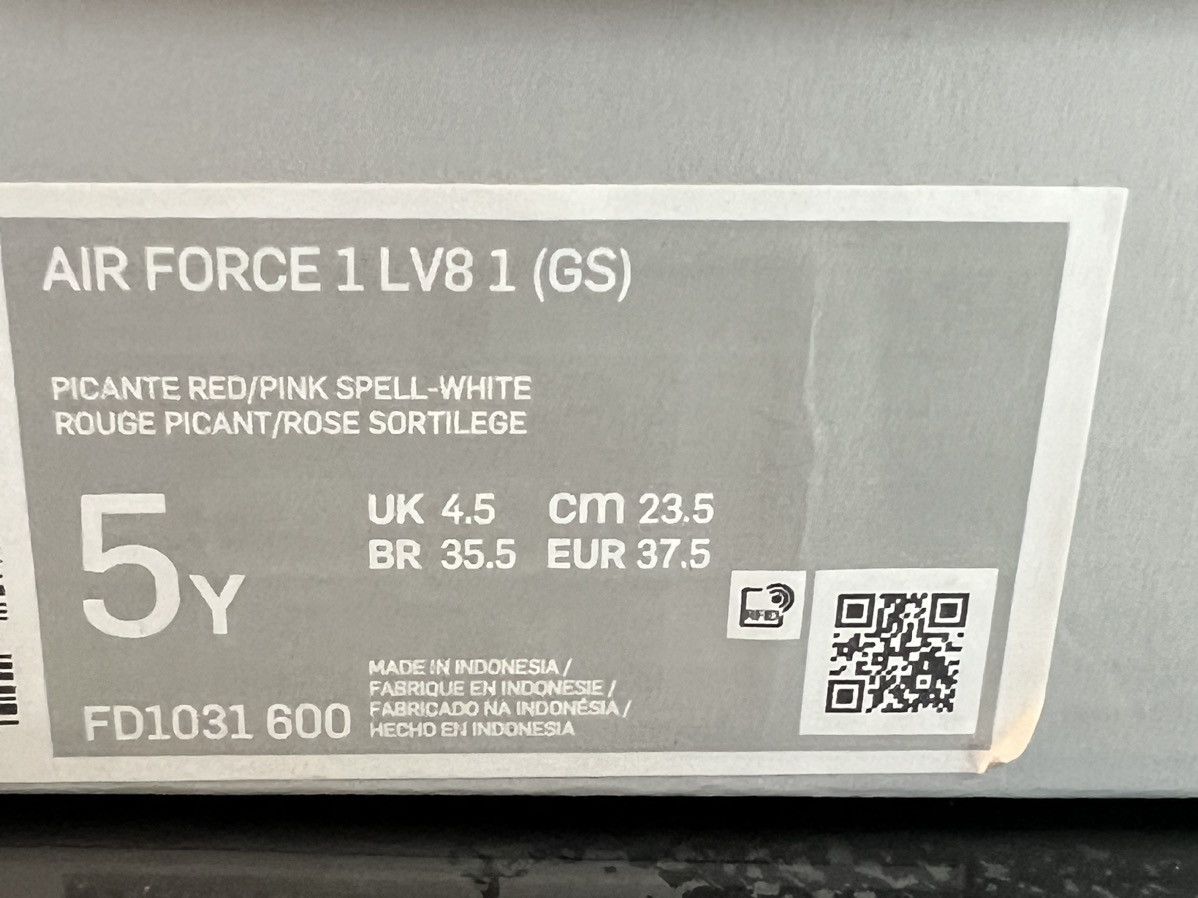 AIR FORCE 1 LV8 1 (GS)
PICANTE RED/PINK SPELL-WHITE
ROUGE PICANT/ROSE SORTILEGE
5Y
UK 4.5 cm 23.5
BR 35.5 EUR 37.5
RFID
MADE IN INDONESIA /
FABRIQUE EN INDONESIE /
FABRICADO NA INDONÉSIA /
HECHO EN INDONESIA
FD1031 600